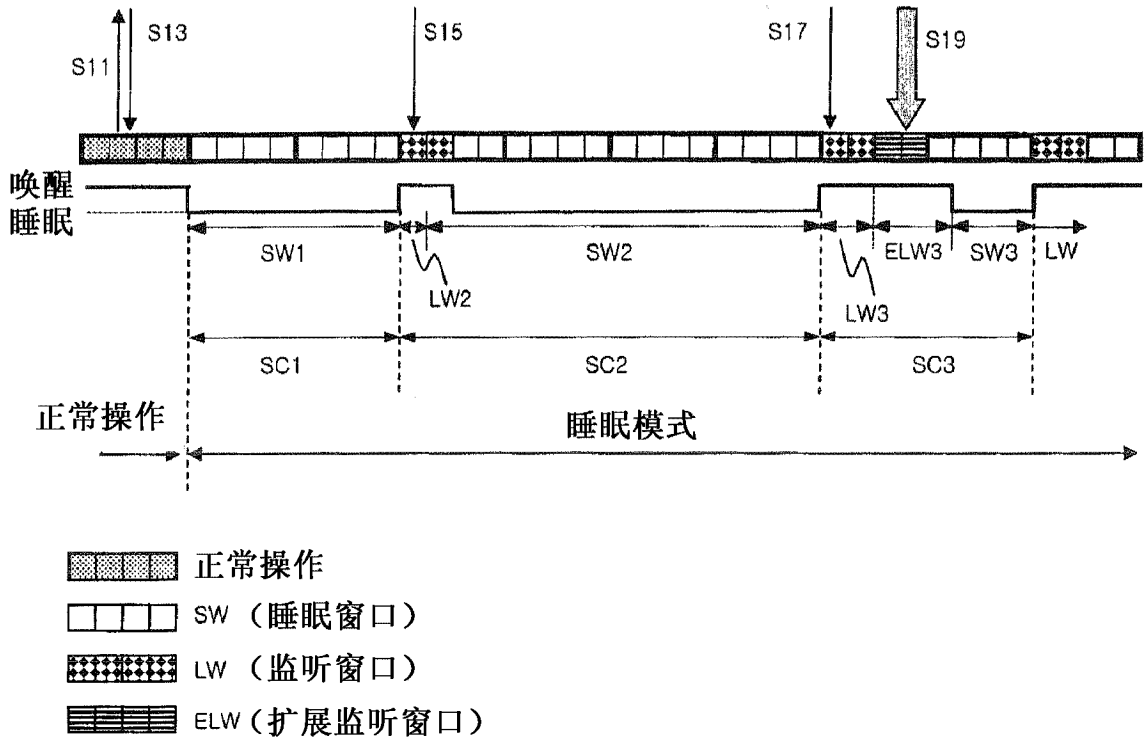 S11
S13
S15
S17
S19
唤醒
睡眠
SW1
LW2
SW2
LW3
ELW3
SW3
LW
SC1
SC2
SC3
正常操作
睡眠模式
正常操作
SW（睡眠窗口）
LW（监听窗口）
ELW（扩展监听窗口）